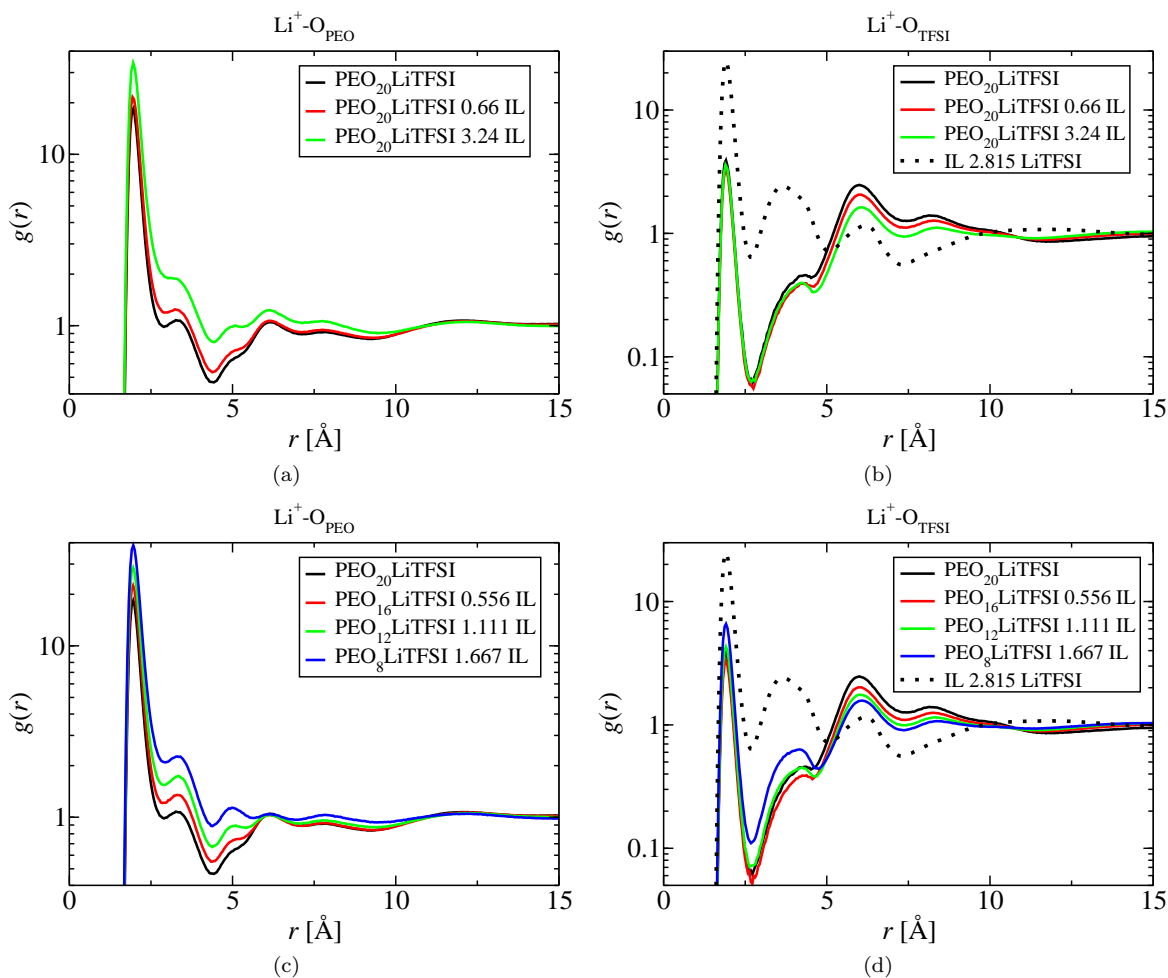 Li⁺-O_PEO
g(r)
10
1
PEO₂₀LiTFSI
PEO₂₀LiTFSI 0.66 IL
PEO₂₀LiTFSI 3.24 IL
0 5 10 15
r [Å]
(a)
Li⁺-O_TFSI
g(r)
10
1
0.1
PEO₂₀LiTFSI
PEO₂₀LiTFSI 0.66 IL
PEO₂₀LiTFSI 3.24 IL
IL 2.815 LiTFSI
0 5 10 15
r [Å]
(b)
Li⁺-O_PEO
g(r)
10
1
PEO₂₀LiTFSI
PEO₁₆LiTFSI 0.556 IL
PEO₁₂LiTFSI 1.111 IL
PEO₈LiTFSI 1.667 IL
0 5 10 15
r [Å]
(c)
Li⁺-O_TFSI
g(r)
10
1
0.1
PEO₂₀LiTFSI
PEO₁₆LiTFSI 0.556 IL
PEO₁₂LiTFSI 1.111 IL
PEO₈LiTFSI 1.667 IL
IL 2.815 LiTFSI
0 5 10 15
r [Å]
(d)